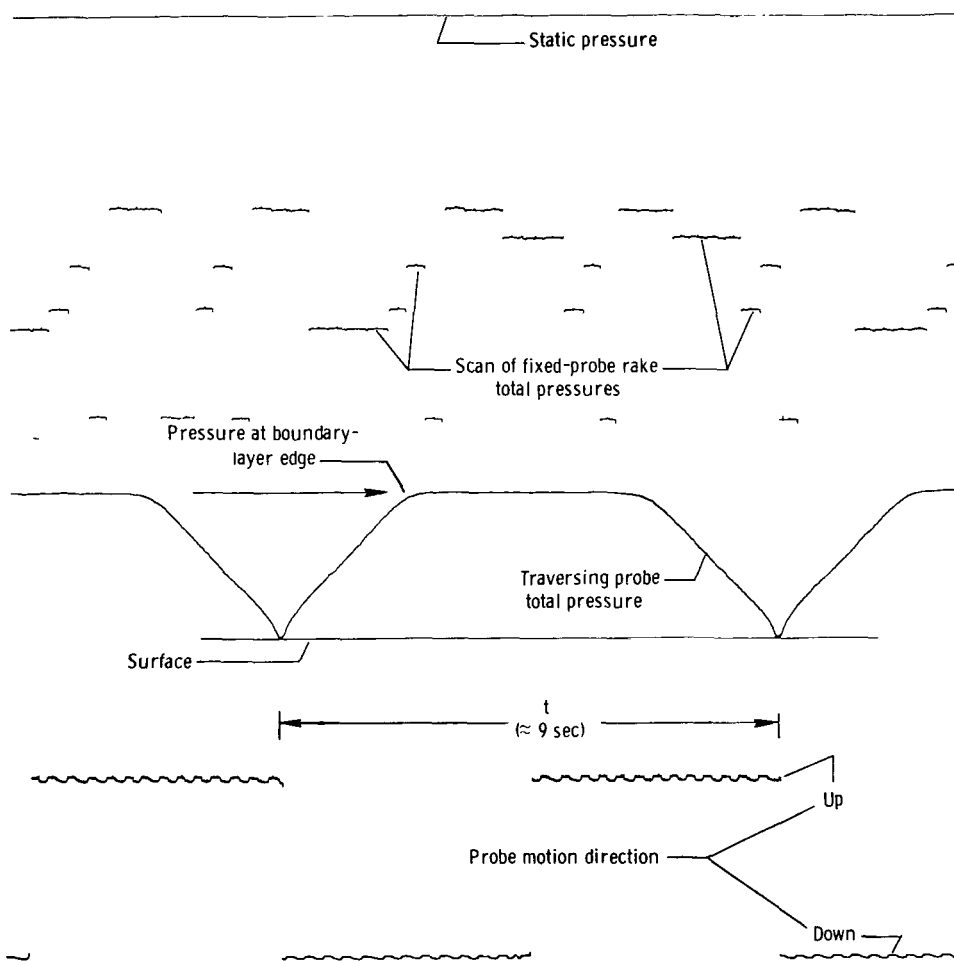 Static pressure
Scan of fixed-probe rake
total pressures
Pressure at boundary-
layer edge
Traversing probe
total pressure
Surface
t
(≈ 9 sec)
Up
Probe motion direction
Down